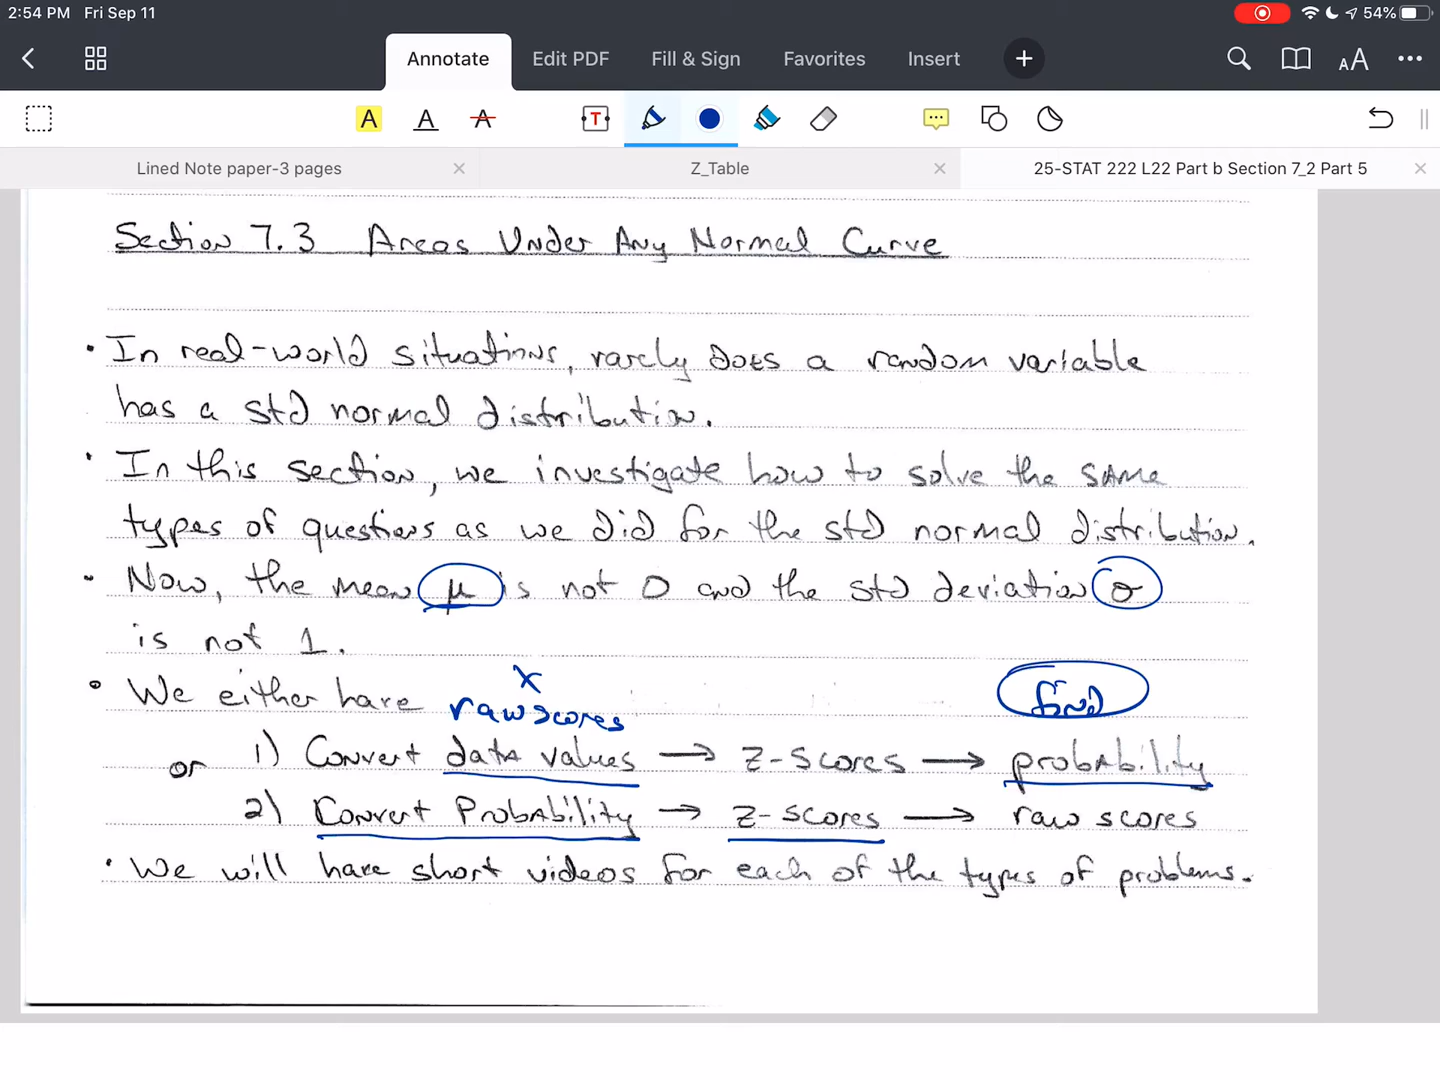 2:54 PM Fri Sep 11
54%
Annotate Edit PDF Fill & Sign Favorites Insert
AA
A A A T
Lined Note paper-3 pages Z_Table 25-STAT 222 L22 Part b Section 7_2 Part 5
Section 7.3 Areas Under Any Normal Curve
• In real-world situations, rarely does a random variable
has a std normal distribution.
• In this section, we investigate how to solve the same
types of questions as we did for the std normal distribution.
• Now, the mean μ is not 0 and the std deviation σ
is not 1.
x
• We either have raw scores find
1) Convert data values → z-scores → probability
or
2) Convert Probability → z-scores → raw scores
• We will have short videos for each of the types of problems.